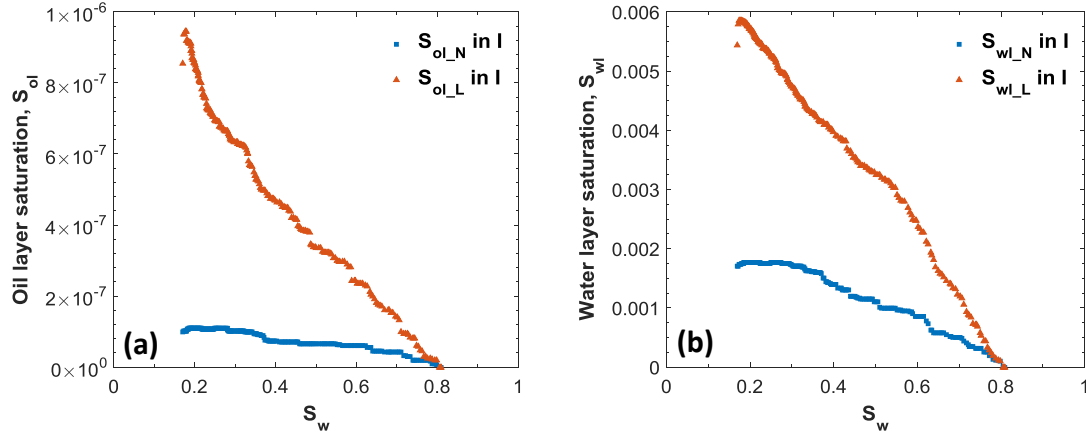 1×10⁻⁶
8×10⁻⁷
6×10⁻⁷
4×10⁻⁷
2×10⁻⁷
0×10⁰
Oil layer saturation, S_ol
S_ol_N in I
S_ol_L in I
(a)
0 0.2 0.4 0.6 0.8 1
S_w
0.006
0.005
0.004
0.003
0.002
0.001
0
Water layer saturation, S_wl
S_wl_N in I
S_wl_L in I
(b)
0 0.2 0.4 0.6 0.8 1
S_w